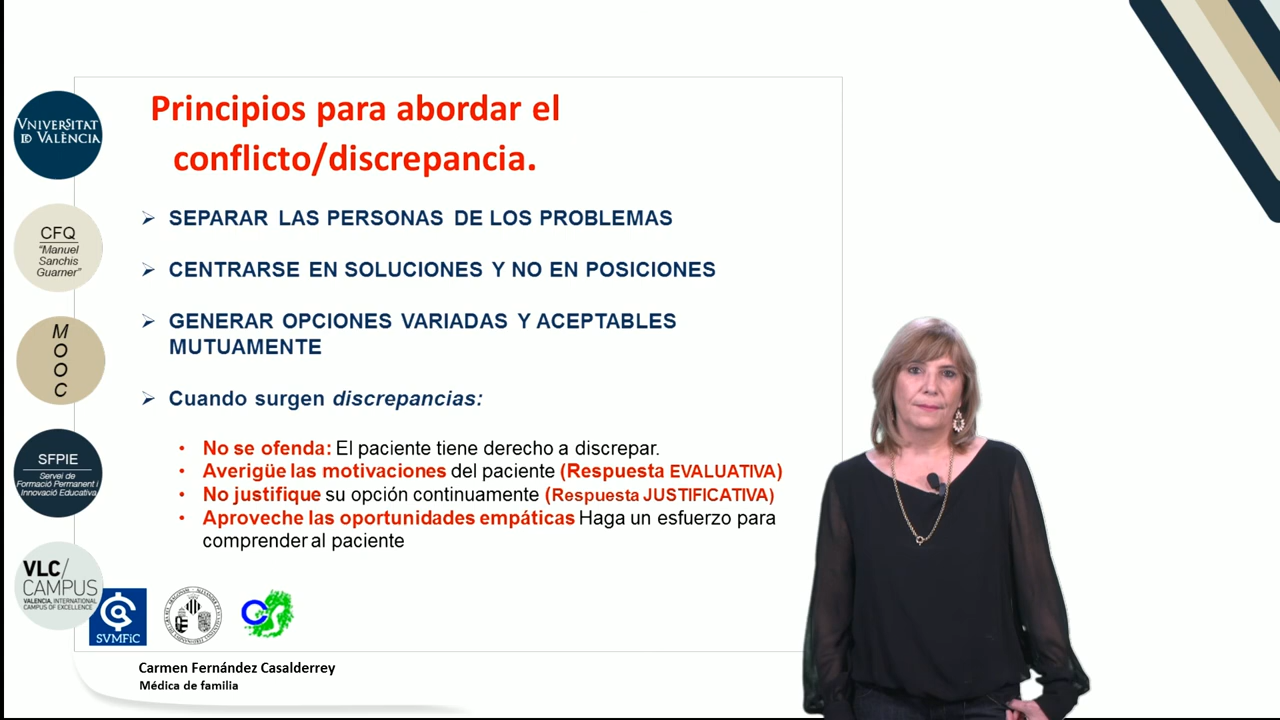 Principios para abordar el
conflicto/discrepancia.
VNIVERSITAT
ID VALÈNCIA
SEPARAR LAS PERSONAS DE LOS PROBLEMAS
CFQ
"Manuel
Sanchis
Guarner"
CENTRARSE EN SOLUCIONES Y NO EN POSICIONES
GENERAR OPCIONES VARIADAS Y ACEPTABLES
MUTUAMENTE
M
O
O
C
Cuando surgen discrepancias:
No se ofenda: El paciente tiene derecho a discrepar.
Averigüe las motivaciones del paciente (Respuesta EVALUATIVA)
No justifique su opción continuamente (Respuesta JUSTIFICATIVA)
Aproveche las oportunidades empáticas Haga un esfuerzo para
comprender al paciente
SFPIE
Servei de
Formació Permanent i
Innovació Educativa
VLC/
CAMPUS
VALENCIA, INTERNATIONAL
CAMPUS OF EXCELLENCE
SVMFiC
Carmen Fernández Casalderrey
Médica de familia